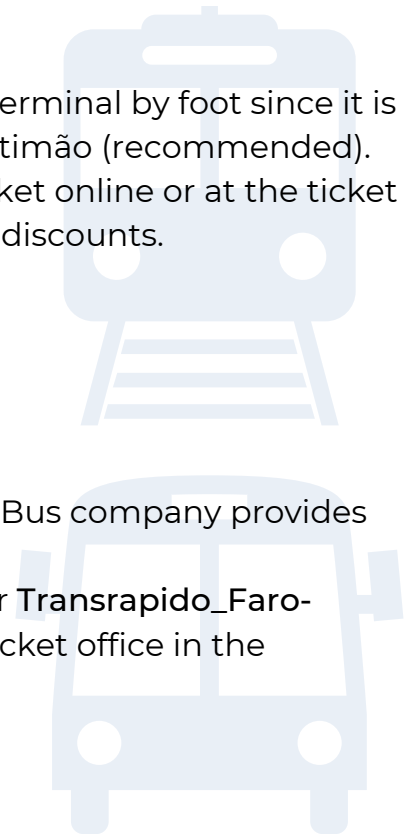 erminal by foot since it is
timão (recommended).
ket online or at the ticket
discounts.
Bus company provides
r Transrapido_Faro-
cket office in the